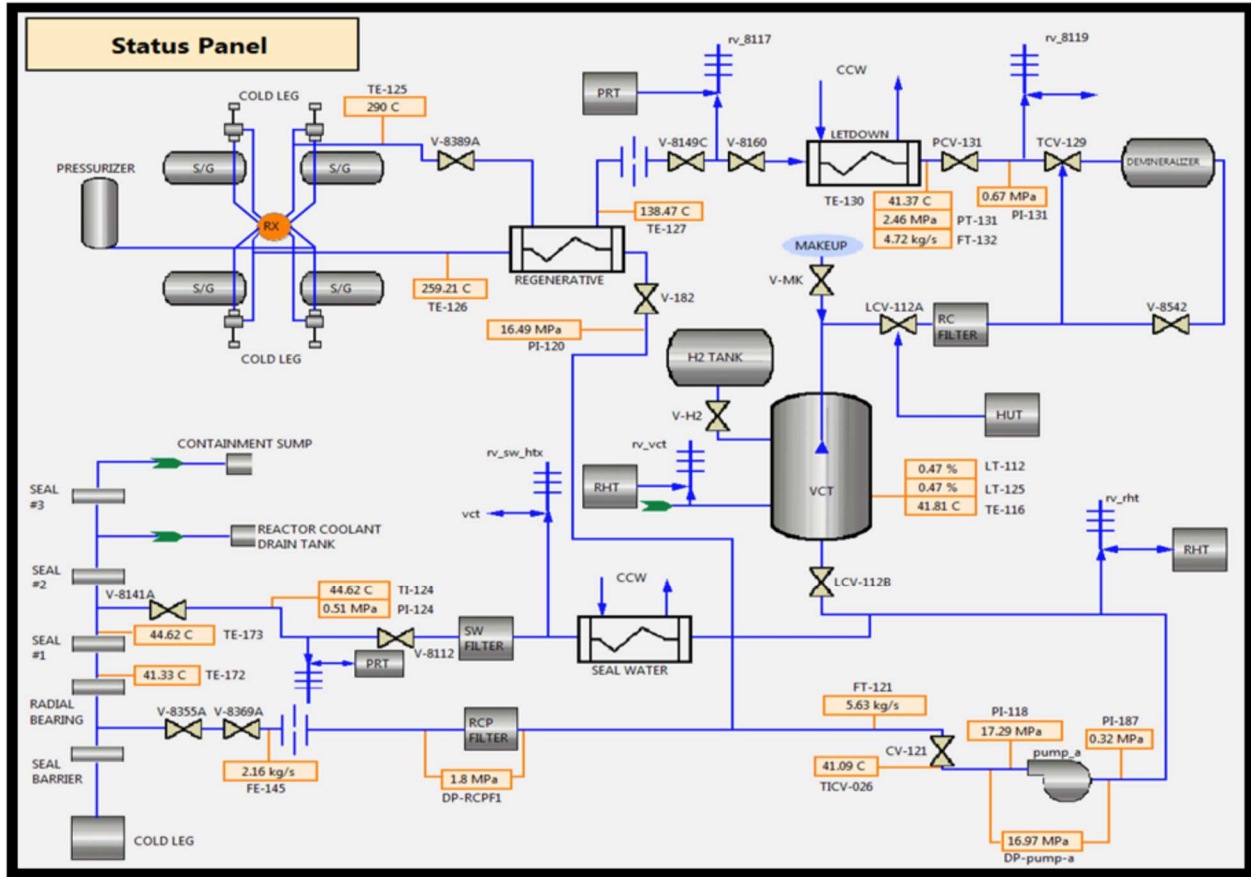 Status Panel
rv_8117
rv_8119
CCW
PRT
TE-125
290 C
COLD LEG
COLD LEG
V-8389A
V-8149C
V-8160
LETDOWN
PCV-131
TCV-129
DEMINERALIZER
PRESSURIZER
S/G
S/G
RX
S/G
S/G
COLD LEG
COLD LEG
138.47 C
TE-127
TE-130
41.37 C
2.46 MPa
PT-131
4.72 kg/s
FT-132
0.67 MPa
PI-131
REGENERATIVE
259.21 C
TE-126
V-182
16.49 MPa
PI-120
MAKEUP
V-MK
LCV-112A
RC
FILTER
V-8542
H2 TANK
V-H2
HUT
CONTAINMENT SUMP
rv_sw_htx
rv_vct
RHT
VCT
0.47 %
LT-112
0.47 %
LT-125
41.81 C
TE-116
SEAL
#3
vct
REACTOR COOLANT
DRAIN TANK
rv_rht
RHT
SEAL
#2
V-8141A
44.62 C
TI-124
0.51 MPa
PI-124
CCW
LCV-112B
SEAL
#1
44.62 C
TE-173
V-8112
SW
FILTER
SEAL WATER
PRT
41.33 C
TE-172
RADIAL
BEARING
V-8355A
V-8369A
RCP
FILTER
FT-121
5.63 kg/s
PI-118
17.29 MPa
PI-187
0.32 MPa
CV-121
pump_a
SEAL
BARRIER
2.16 kg/s
FE-145
1.8 MPa
DP-RCPF1
41.09 C
TICV-026
COLD LEG
16.97 MPa
DP-pump-a